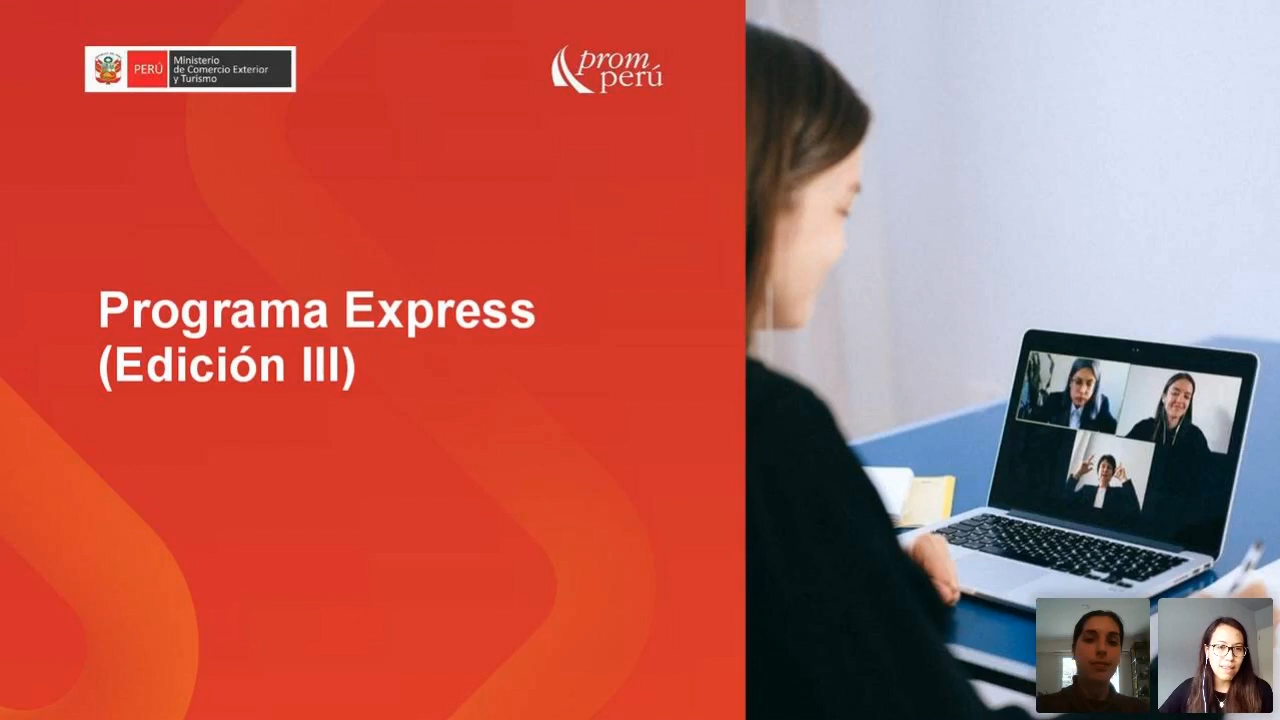 PERÚ
Ministerio
de Comercio Exterior
y Turismo
prom
perú
Programa Express
(Edición III)